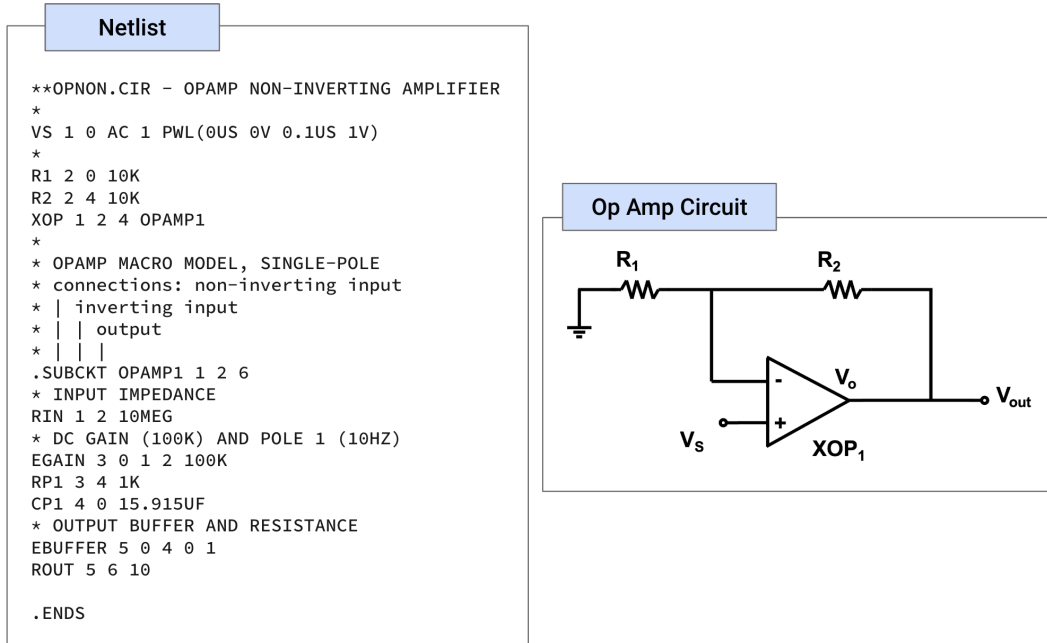 Netlist
**OPNON.CIR - OPAMP NON-INVERTING AMPLIFIER
*
VS 1 0 AC 1 PWL(0US 0V 0.1US 1V)
*
R1 2 0 10K
R2 2 4 10K
XOP 1 2 4 OPAMP1
*
* OPAMP MACRO MODEL, SINGLE-POLE
* connections: non-inverting input
* | inverting input
* | | output
* | | |
.SUBCKT OPAMP1 1 2 6
* INPUT IMPEDANCE
RIN 1 2 10MEG
* DC GAIN (100K) AND POLE 1 (10HZ)
EGAIN 3 0 1 2 100K
RP1 3 4 1K
CP1 4 0 15.915UF
* OUTPUT BUFFER AND RESISTANCE
EBUFFER 5 0 4 0 1
ROUT 5 6 10
.ENDS
Op Amp Circuit
R1 R2
- Vo
Vout
VS +
XOP1